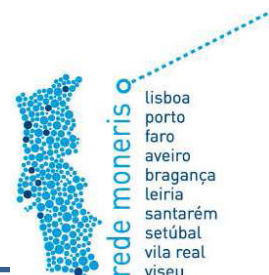 rede moneris
lisboa
porto
faro
aveiro
bragança
leiria
santarém
setúbal
vila real
viseu